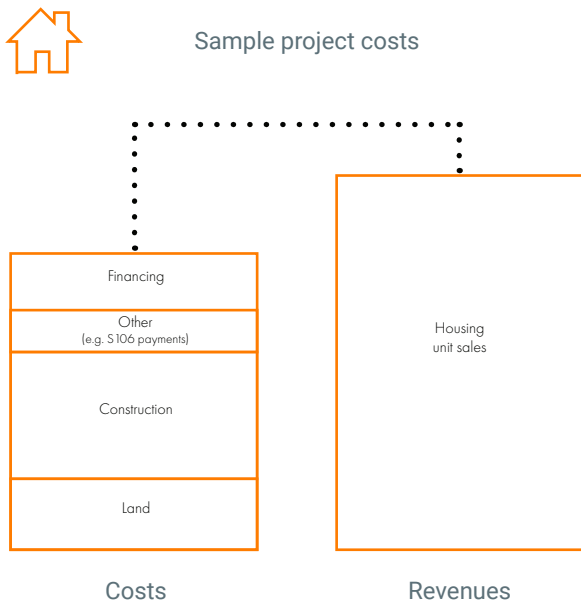 Sample project costs
Financing
Other
(e.g. S106 payments)
Construction
Land
Housing
unit sales
Costs
Revenues